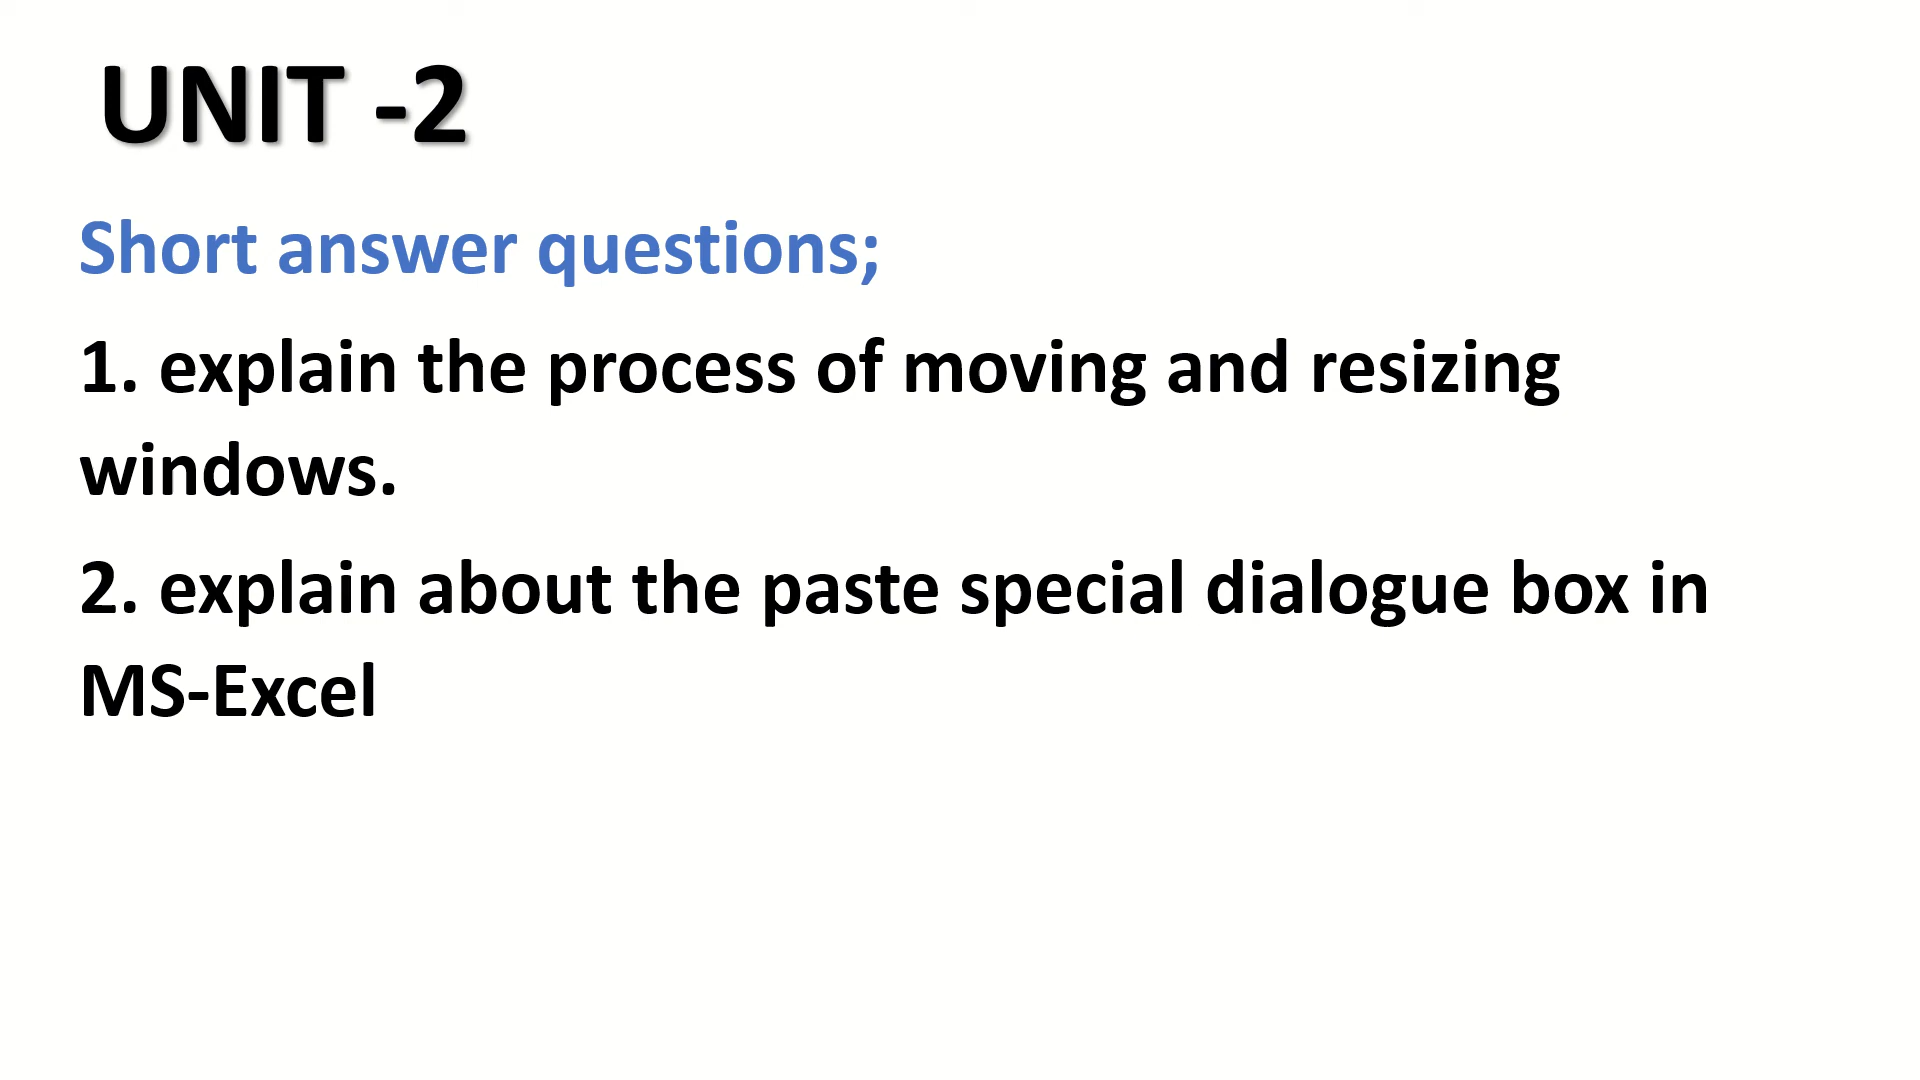 UNIT -2
Short answer questions;
1. explain the process of moving and resizing
windows.
2. explain about the paste special dialogue box in
MS-Excel